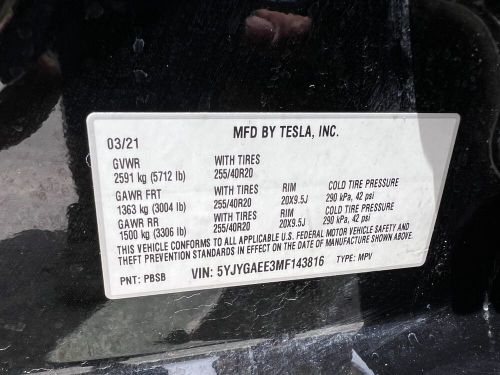 MFD BY TESLA, INC.
03/21
GVWR WITH TIRES
2591 kg (5712 lb) 255/40R20
GAWR FRT WITH TIRES RIM COLD TIRE PRESSURE
1363 kg (3004 lb) 255/40R20 20X9.5J 290 kPa, 42 psi
GAWR RR WITH TIRES RIM COLD TIRE PRESSURE
1500 kg (3306 lb) 255/40R20 20X9.5J 290 kPa, 42 psi
THIS VEHICLE CONFORMS TO ALL APPLICABLE U.S. FEDERAL MOTOR VEHICLE SAFETY AND
THEFT PREVENTION STANDARDS IN EFFECT ON THE DATE OF MANUFACTURE SHOWN ABOVE.
PNT: PBSB VIN: 5YJYGAEE3MF143816 TYPE: MPV